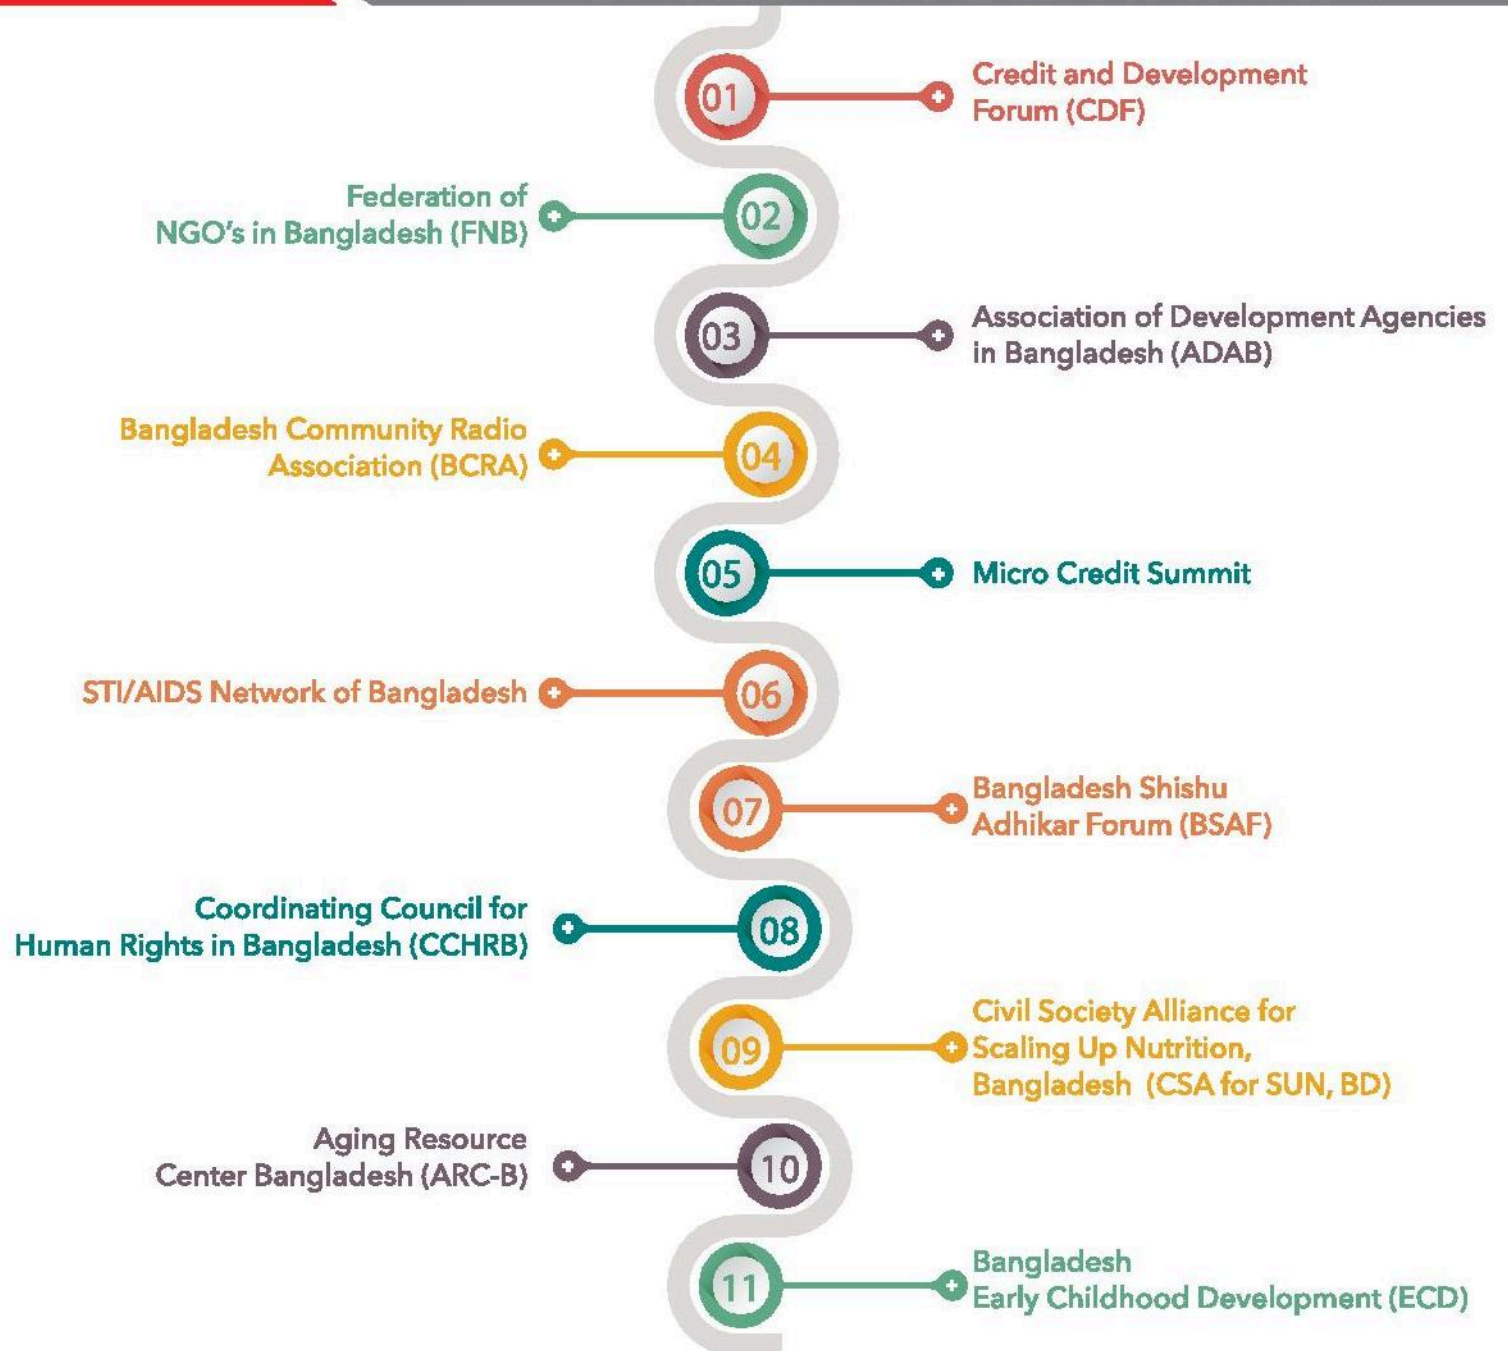 01
Credit and Development
Forum (CDF)
Federation of
NGO's in Bangladesh (FNB)
02
03
Association of Development Agencies
in Bangladesh (ADAB)
Bangladesh Community Radio
Association (BCRA)
04
05
Micro Credit Summit
STI/AIDS Network of Bangladesh
06
07
Bangladesh Shishu
Adhikar Forum (BSAF)
Coordinating Council for
Human Rights in Bangladesh (CCHRB)
08
09
Civil Society Alliance for
Scaling Up Nutrition,
Bangladesh (CSA for SUN, BD)
Aging Resource
Center Bangladesh (ARC-B)
10
11
Bangladesh
Early Childhood Development (ECD)